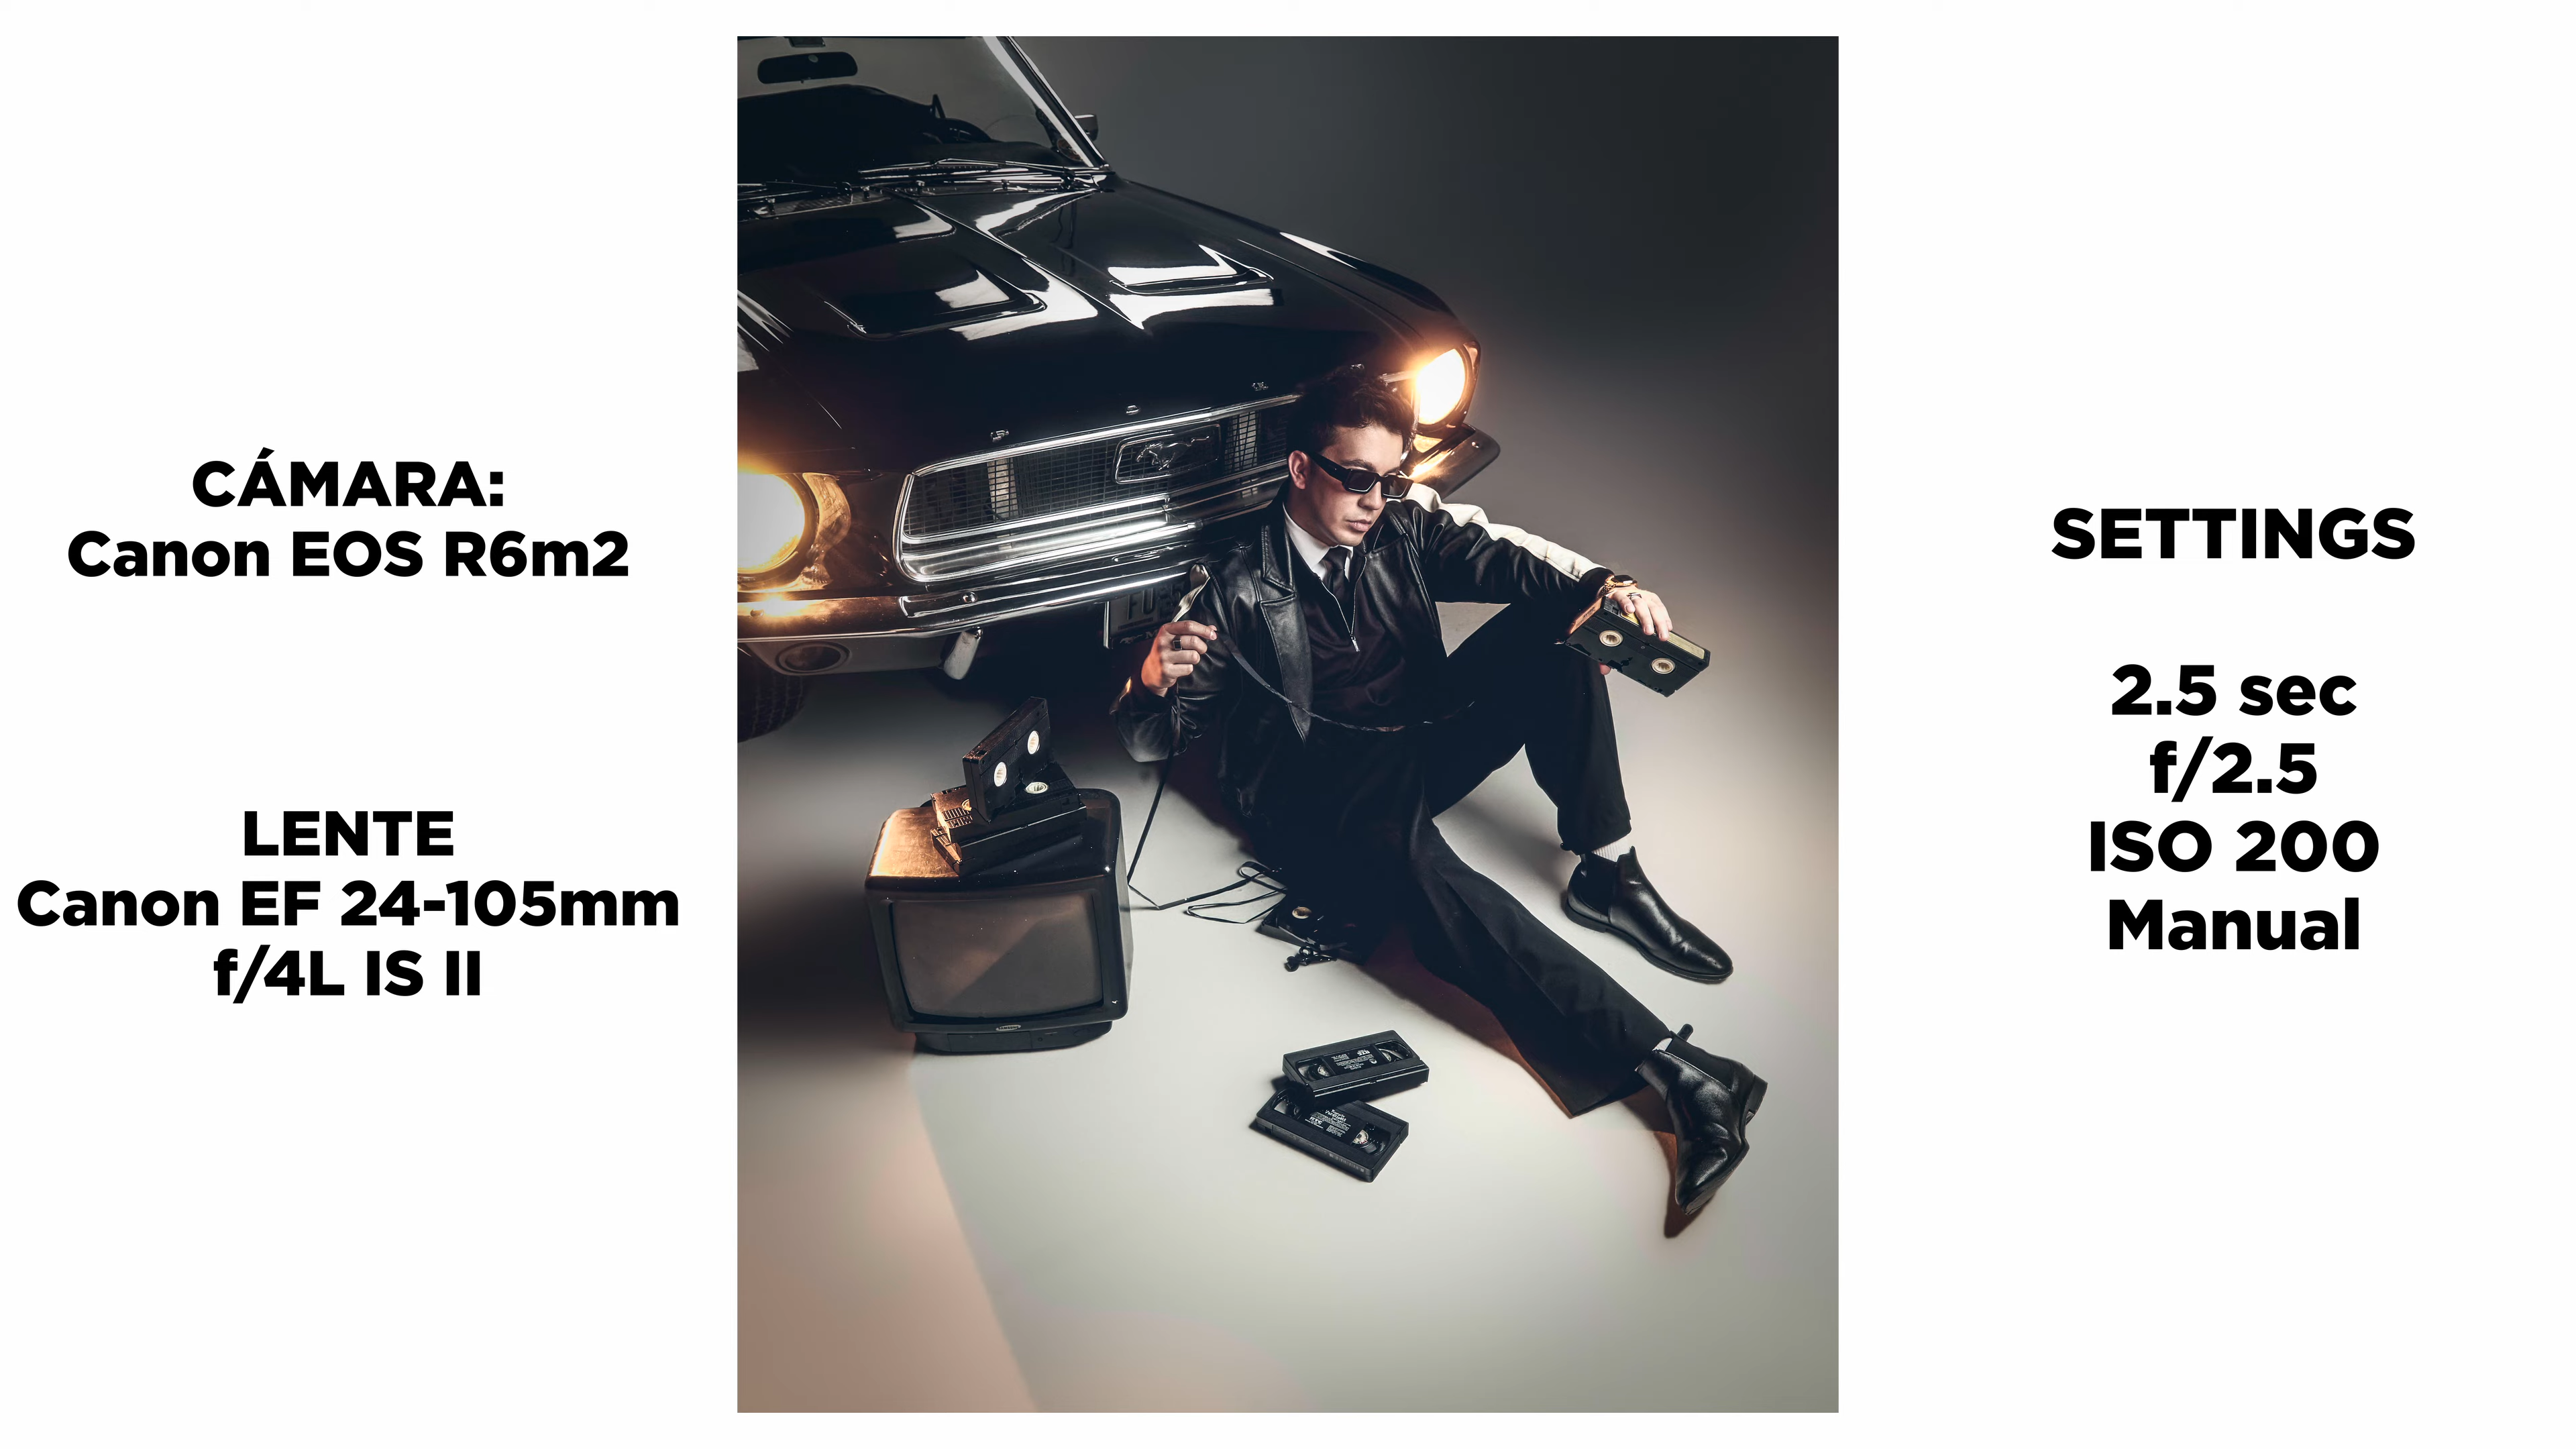 CÁMARA:
Canon EOS R6m2
LENTE
Canon EF 24-105mm
f/4L IS II
SETTINGS
2.5 sec
f/2.5
ISO 200
Manual